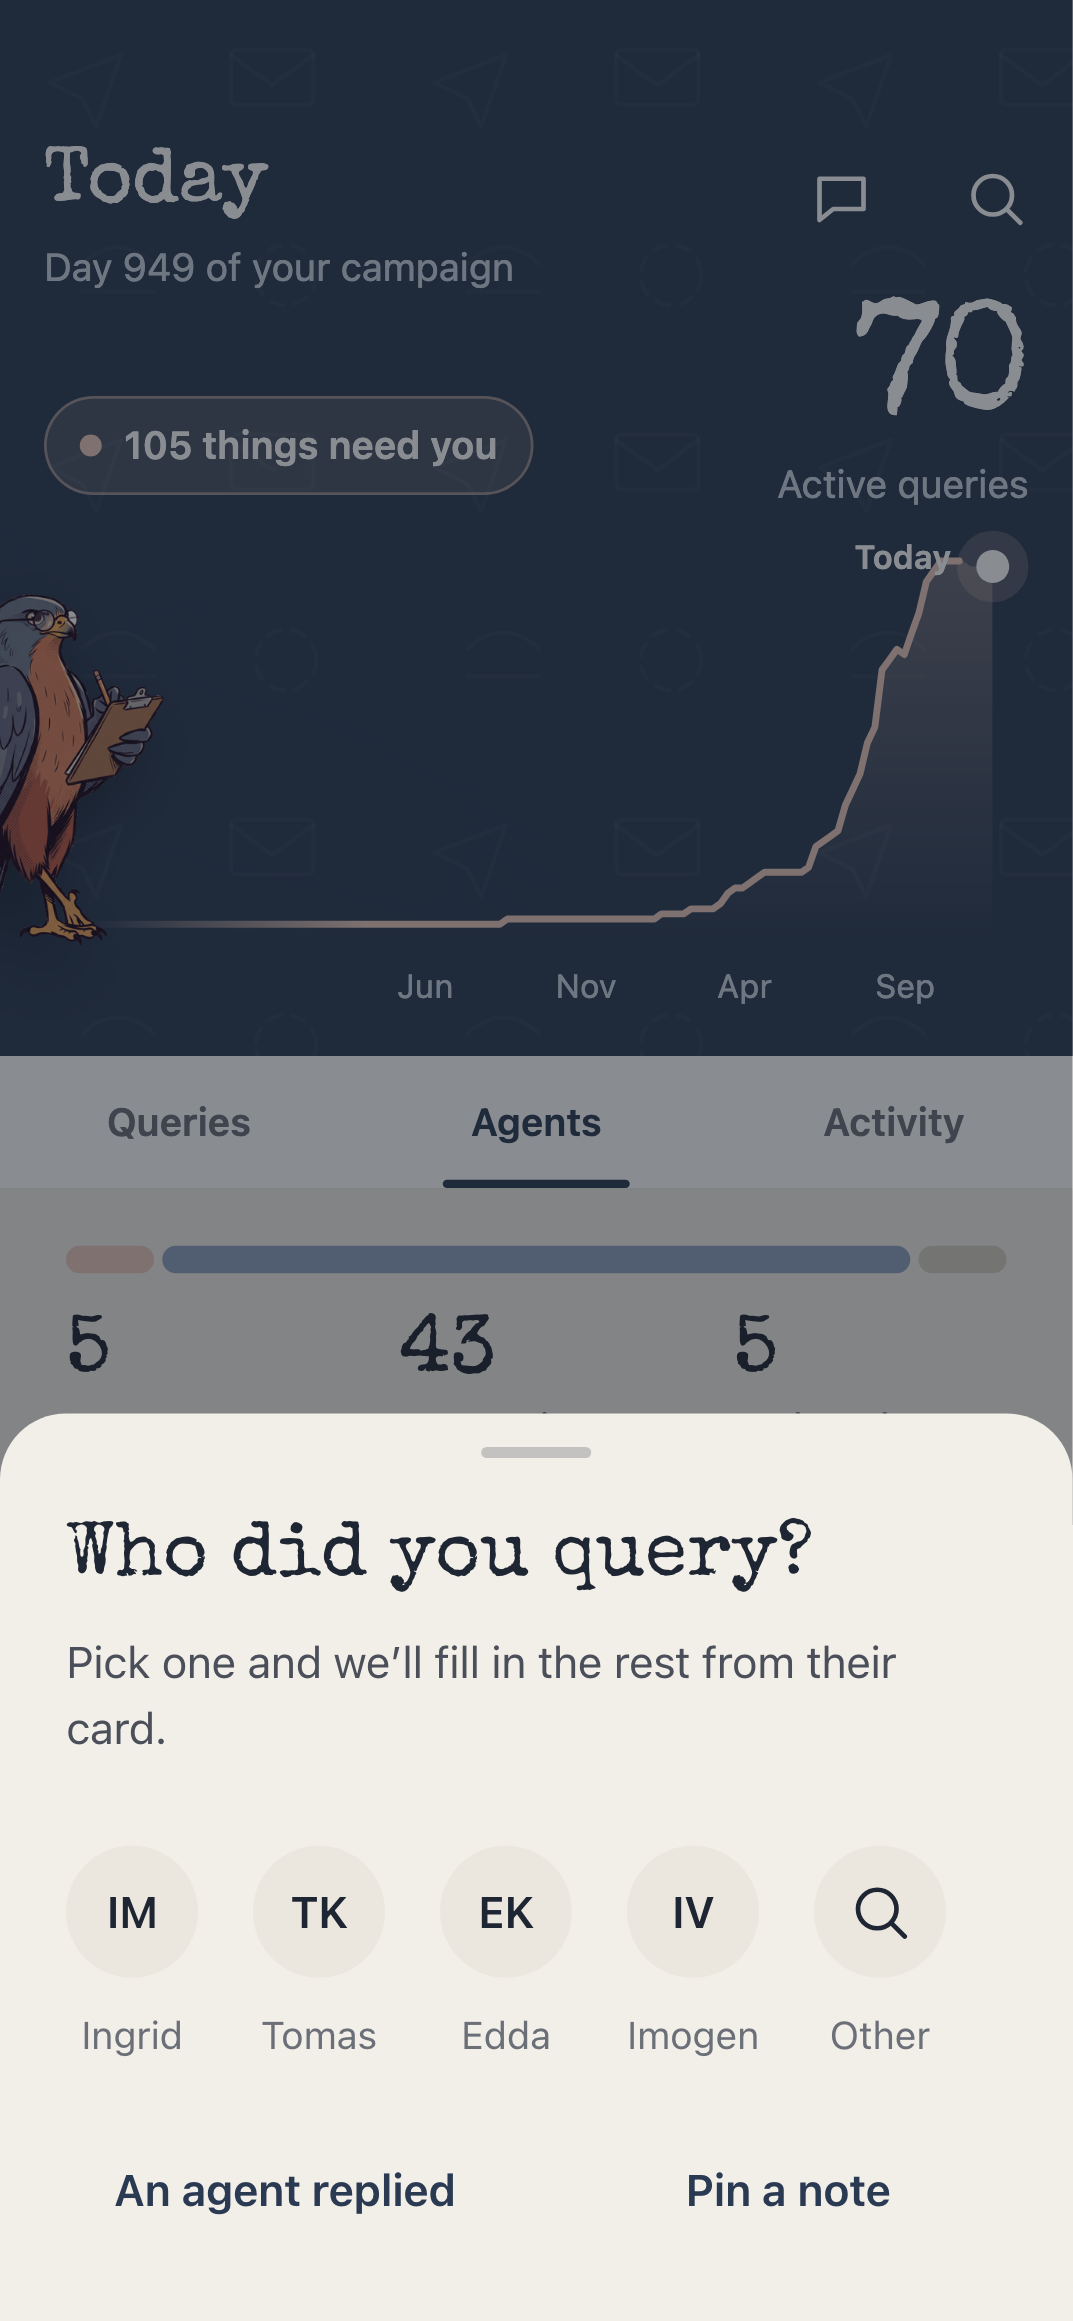 Today
Day 949 of your campaign
70
105 things need you
Active queries
Today
Jun Nov Apr Sep
Queries Agents Activity
5 43 5
Who did you query?
Pick one and we’ll fill in the rest from their
card.
IM TK EK IV
Ingrid Tomas Edda Imogen Other
An agent replied Pin a note